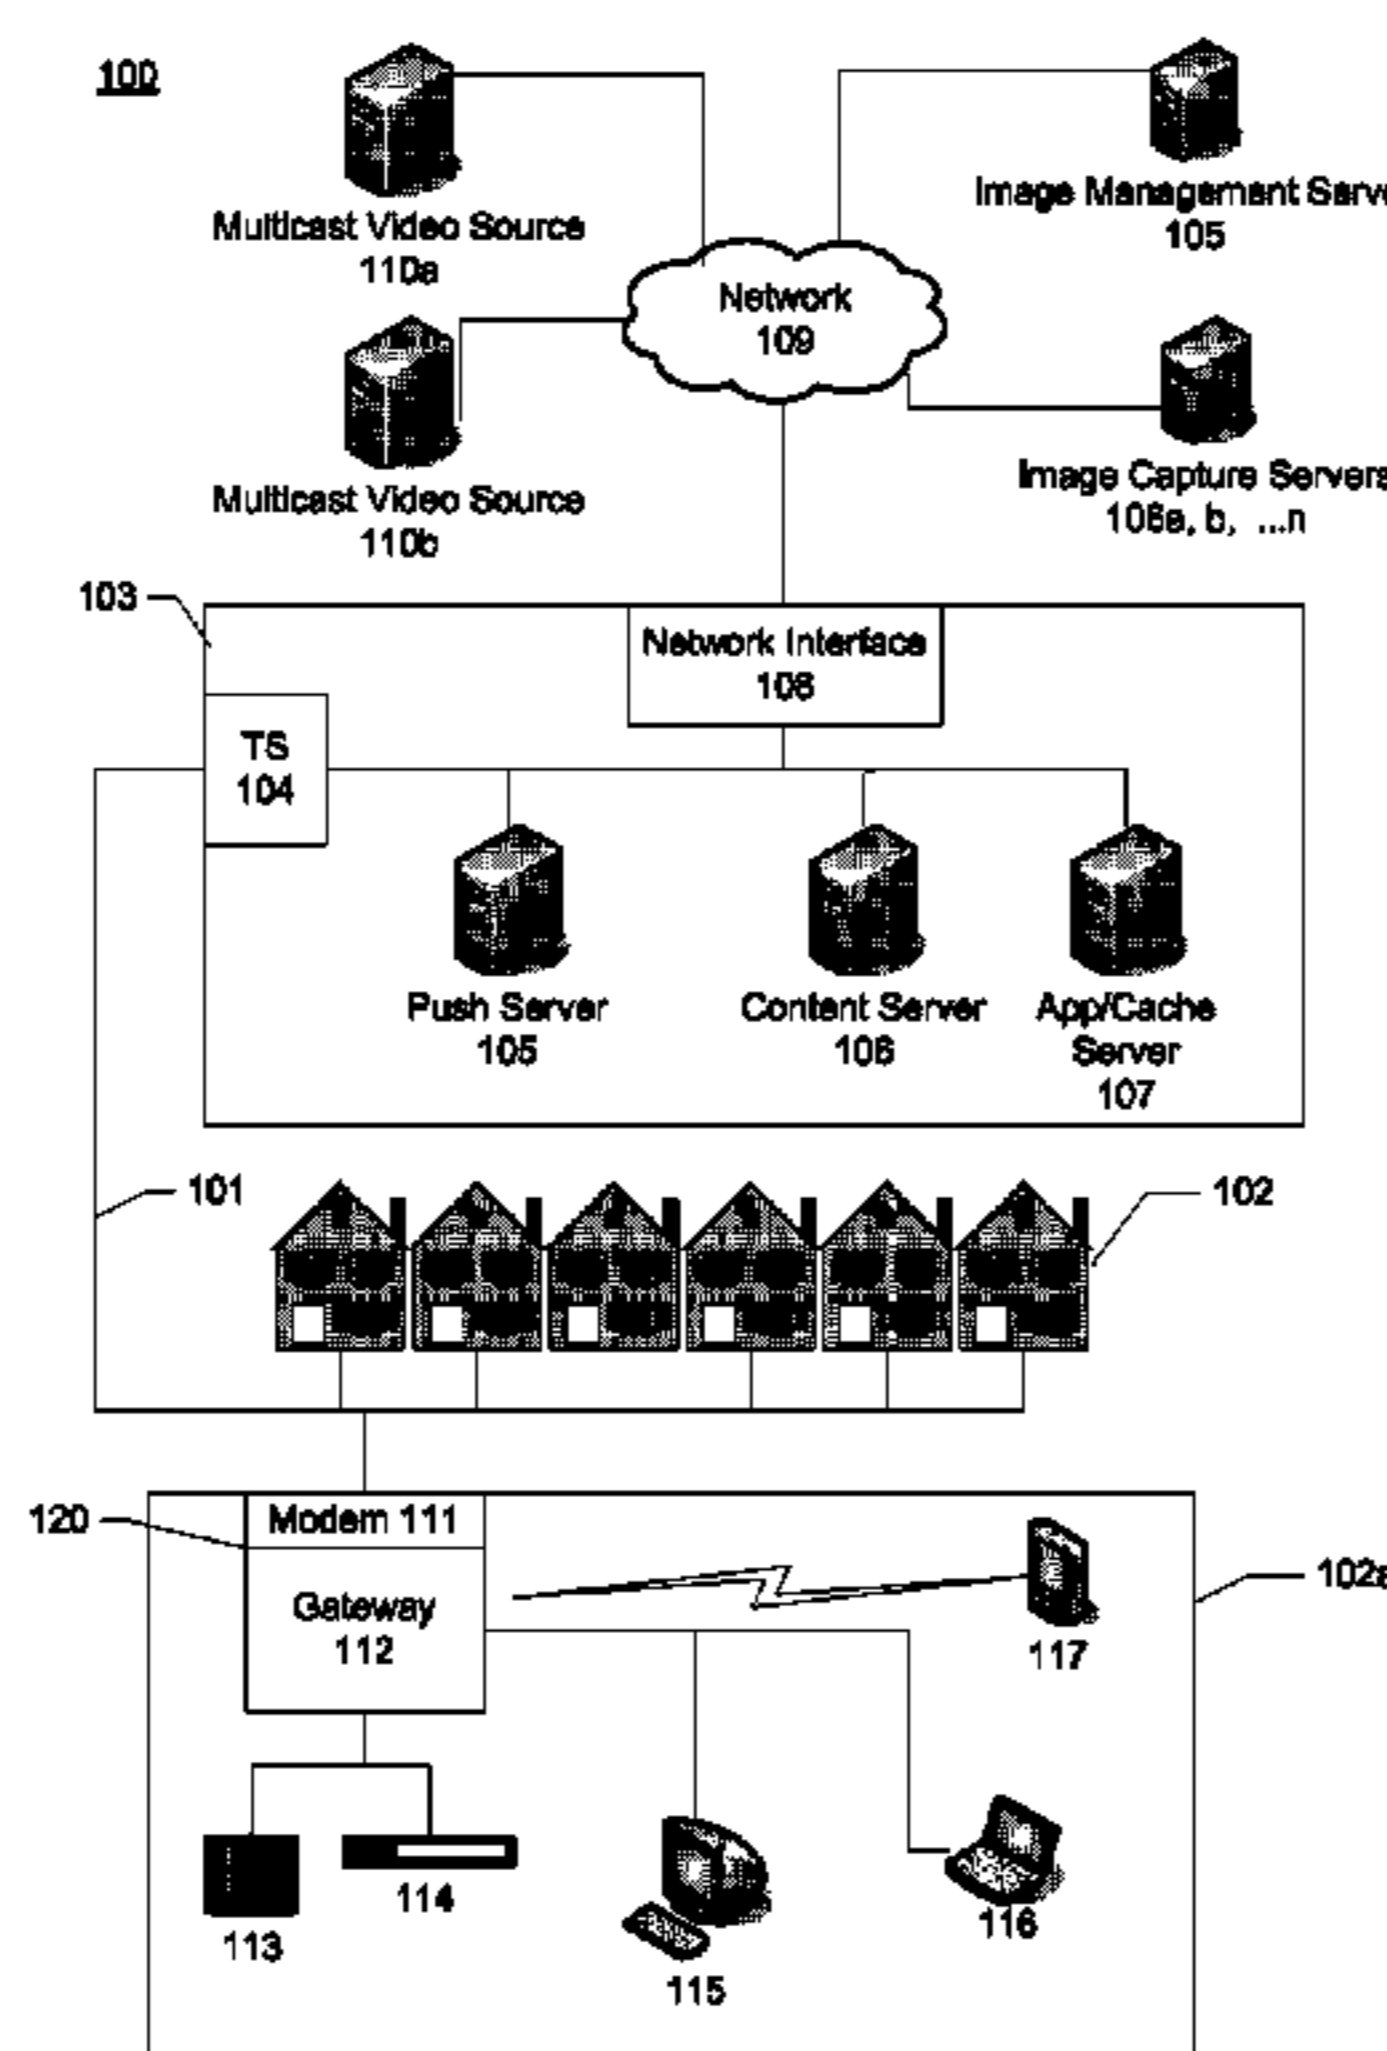 100
Multicast Video Source
110a
Image Management Serve
105
Network
109
Multicast Video Source
110b
Image Capture Servers
106a, b, ...n
103
Network Interface
108
TS
104
Push Server
105
Content Server
106
App/Cache
Server
107
101
102
120
Modem 111
Gateway
112
117
102a
113
114
115
116